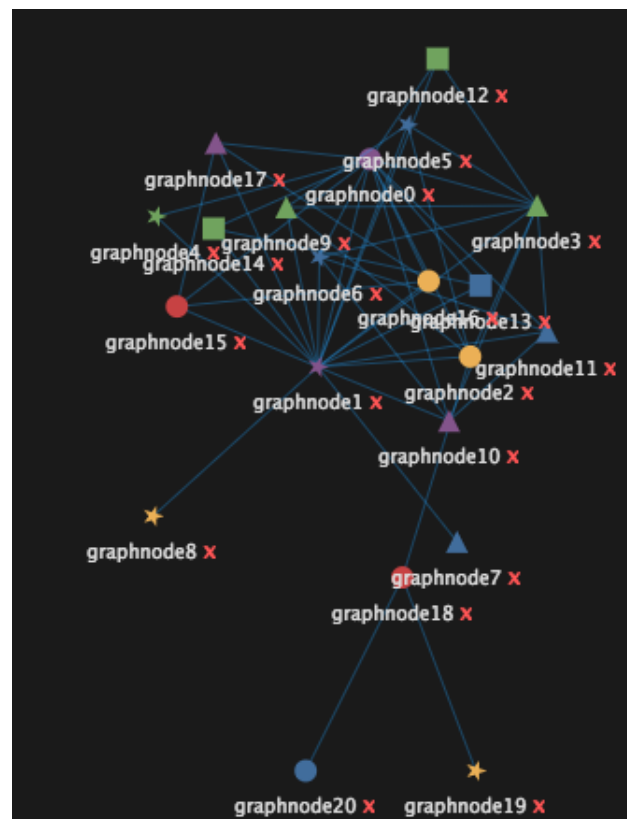 graphnode12 x
graphnode5 x
graphnode17 x
graphnode0 x
graphnode3 x
graphnode9 x
graphnode4 x
graphnode14 x
graphnode6 x
graphnode16 x
graphnode13 x
graphnode15 x
graphnode11 x
graphnode2 x
graphnode1 x
graphnode10 x
graphnode8 x
graphnode7 x
graphnode18 x
graphnode20 x
graphnode19 x